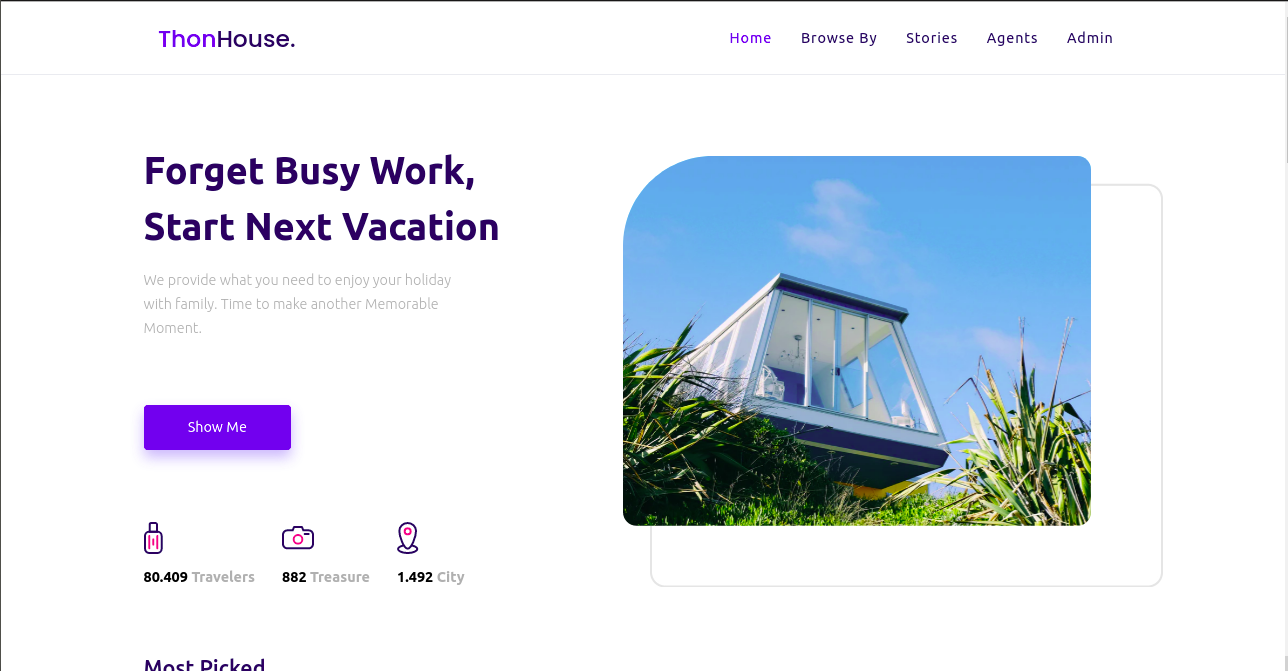 ThonHouse.
Home Browse By Stories Agents Admin
Forget Busy Work,
Start Next Vacation
We provide what you need to enjoy your holiday
with family. Time to make another Memorable
Moment.
Show Me
80.409 Travelers 882 Treasure 1.492 City
Most Picked